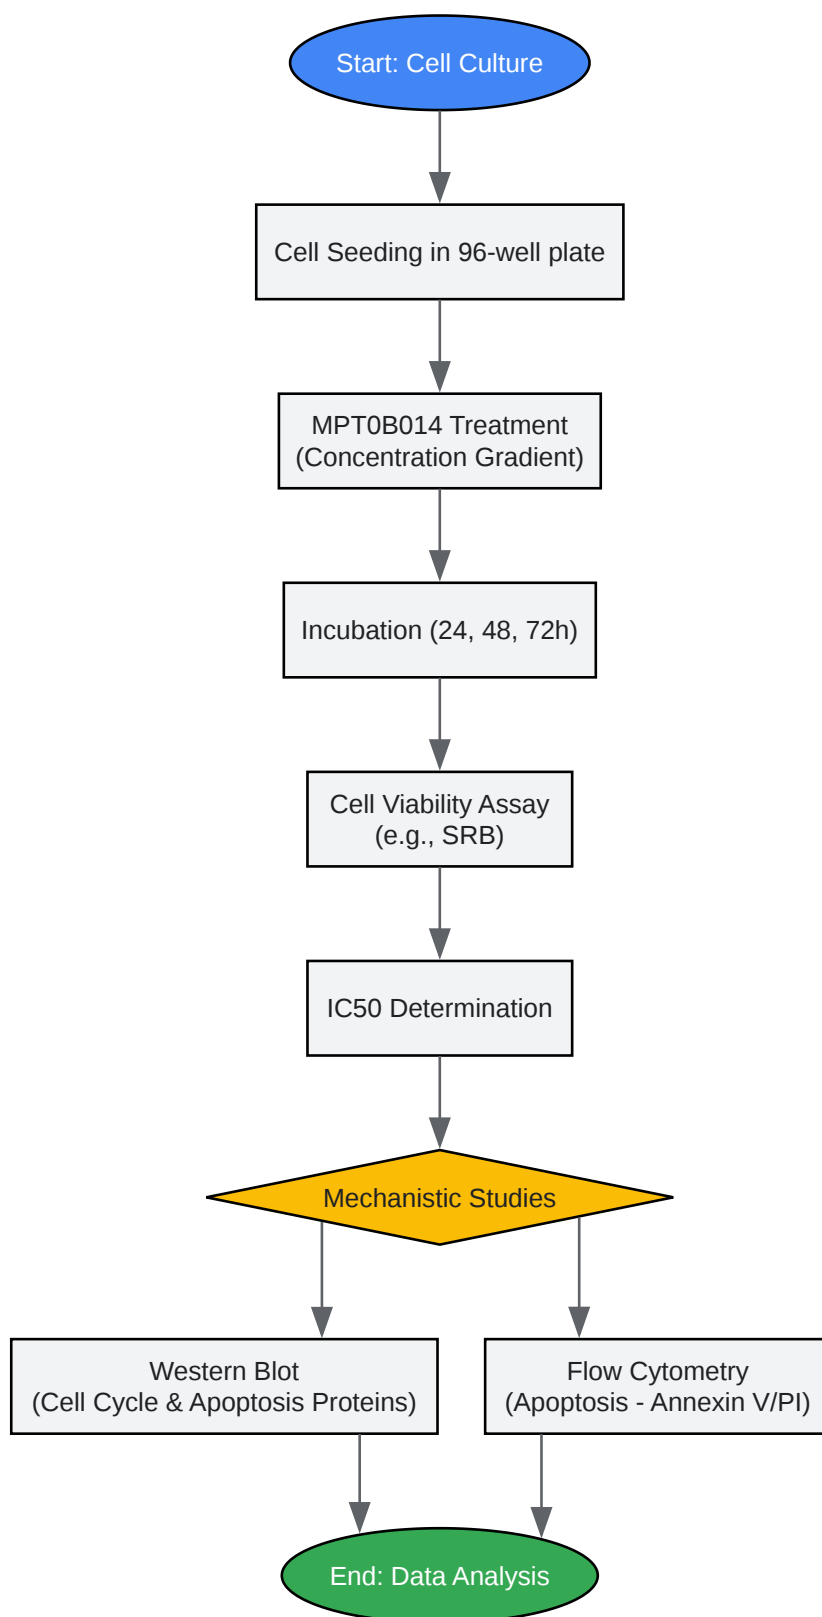 Start: Cell Culture
Cell Seeding in 96-well plate
MPT0B014 Treatment
(Concentration Gradient)
Incubation (24, 48, 72h)
Cell Viability Assay
(e.g., SRB)
IC50 Determination
Mechanistic Studies
Western Blot
(Cell Cycle & Apoptosis Proteins)
Flow Cytometry
(Apoptosis - Annexin V/PI)
End: Data Analysis